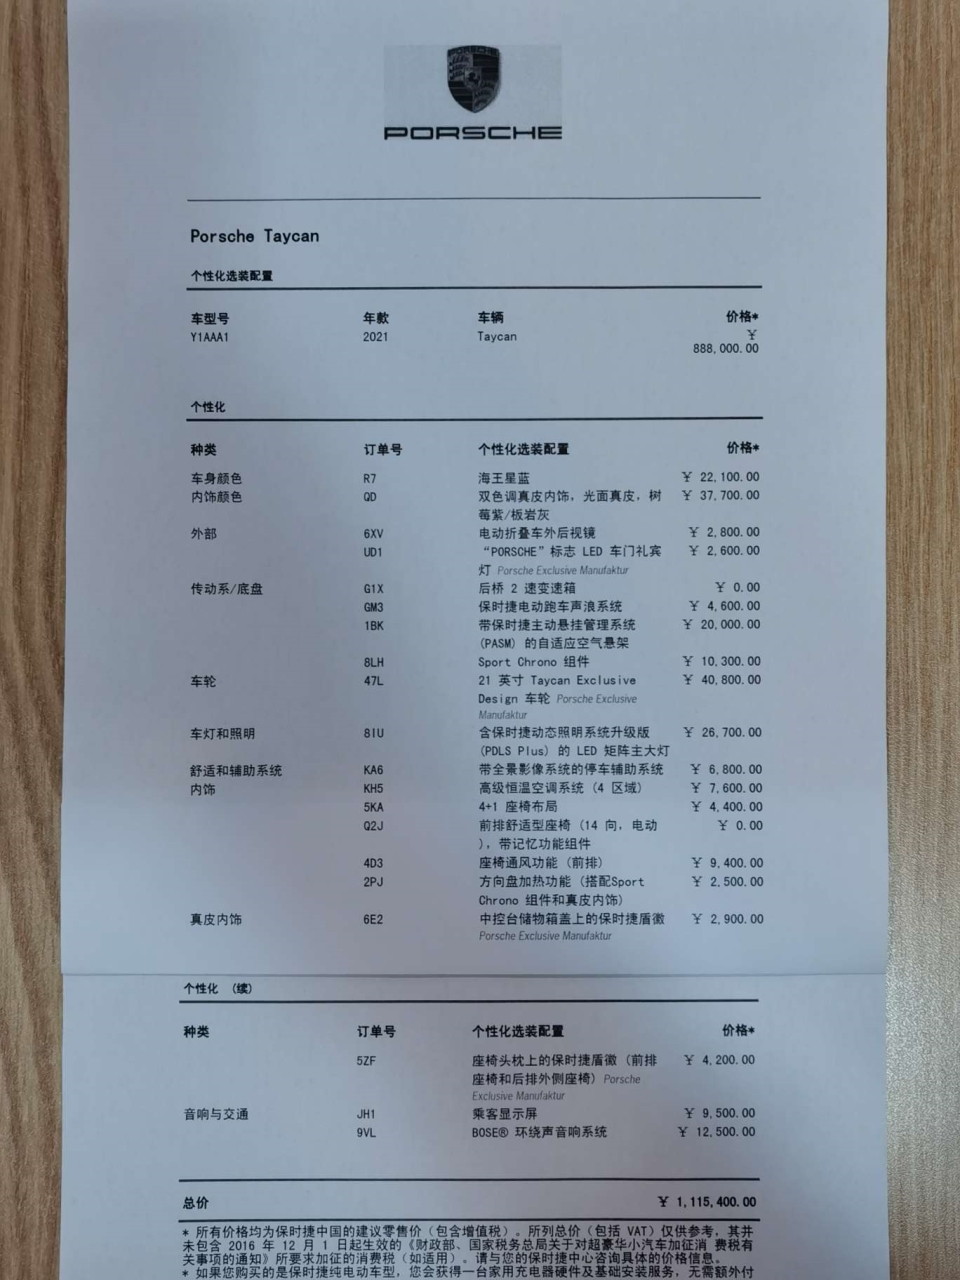 PORSCHE
Porsche Taycan
个性化选装配置
车型号 年款 车辆 价格*
Y1AAA1 2021 Taycan ¥
888,000.00
个性化
种类 订单号 个性化选装配置 价格*
车身颜色 R7 海王星蓝 ¥ 22,100.00
内饰颜色 QD 双色调真皮内饰，光面真皮，树 ¥ 37,700.00
莓紫/板岩灰
外部 6XV 电动折叠车外后视镜 ¥ 2,800.00
UD1 “PORSCHE”标志 LED 车门礼宾 ¥ 2,600.00
灯 Porsche Exclusive Manufaktur
传动系/底盘 G1X 后桥 2 速变速箱 ¥ 0.00
GM3 保时捷电动跑车声浪系统 ¥ 4,600.00
1BK 带保时捷主动悬挂管理系统 ¥ 20,000.00
(PASM) 的自适应空气悬架
8LH Sport Chrono 组件 ¥ 10,300.00
车轮 47L 21 英寸 Taycan Exclusive ¥ 40,800.00
Design 车轮 Porsche Exclusive
Manufaktur
车灯和照明 8IU 含保时捷动态照明系统升级版 ¥ 26,700.00
(PDLS Plus) 的 LED 矩阵主大灯
舒适和辅助系统 KA6 带全景影像系统的停车辅助系统 ¥ 6,800.00
内饰 KH5 高级恒温空调系统 (4 区域) ¥ 7,600.00
5KA 4+1 座椅布局 ¥ 4,400.00
Q2J 前排舒适型座椅 (14 向，电动 ¥ 0.00
)，带记忆功能组件
4D3 座椅通风功能 (前排) ¥ 9,400.00
2PJ 方向盘加热功能 (搭配Sport ¥ 2,500.00
Chrono 组件和真皮内饰)
真皮内饰 6E2 中控台储物箱盖上的保时捷盾徽 ¥ 2,900.00
Porsche Exclusive Manufaktur
个性化 (续)
种类 订单号 个性化选装配置 价格*
5ZF 座椅头枕上的保时捷盾徽 (前排 ¥ 4,200.00
座椅和后排外侧座椅) Porsche
Exclusive Manufaktur
音响与交通 JH1 乘客显示屏 ¥ 9,500.00
9VL BOSE® 环绕声音响系统 ¥ 12,500.00
总价 ¥ 1,115,400.00
* 所有价格均为保时捷中国的建议零售价 (包含增值税) 。所列总价 (包括 VAT) 仅供参考，其并
未包含 2016 年 12 月 1 日起生效的《财政部、国家税务总局关于对超豪华小汽车加征消 费税有
关事项的通知》所要求加征的消费税 (如适用) 。请与您的保时捷中心咨询具体的价格信息。
* 如果您购买的是保时捷纯电动车型，您会获得一台家用充电器硬件及基础安装服务，无需额外付